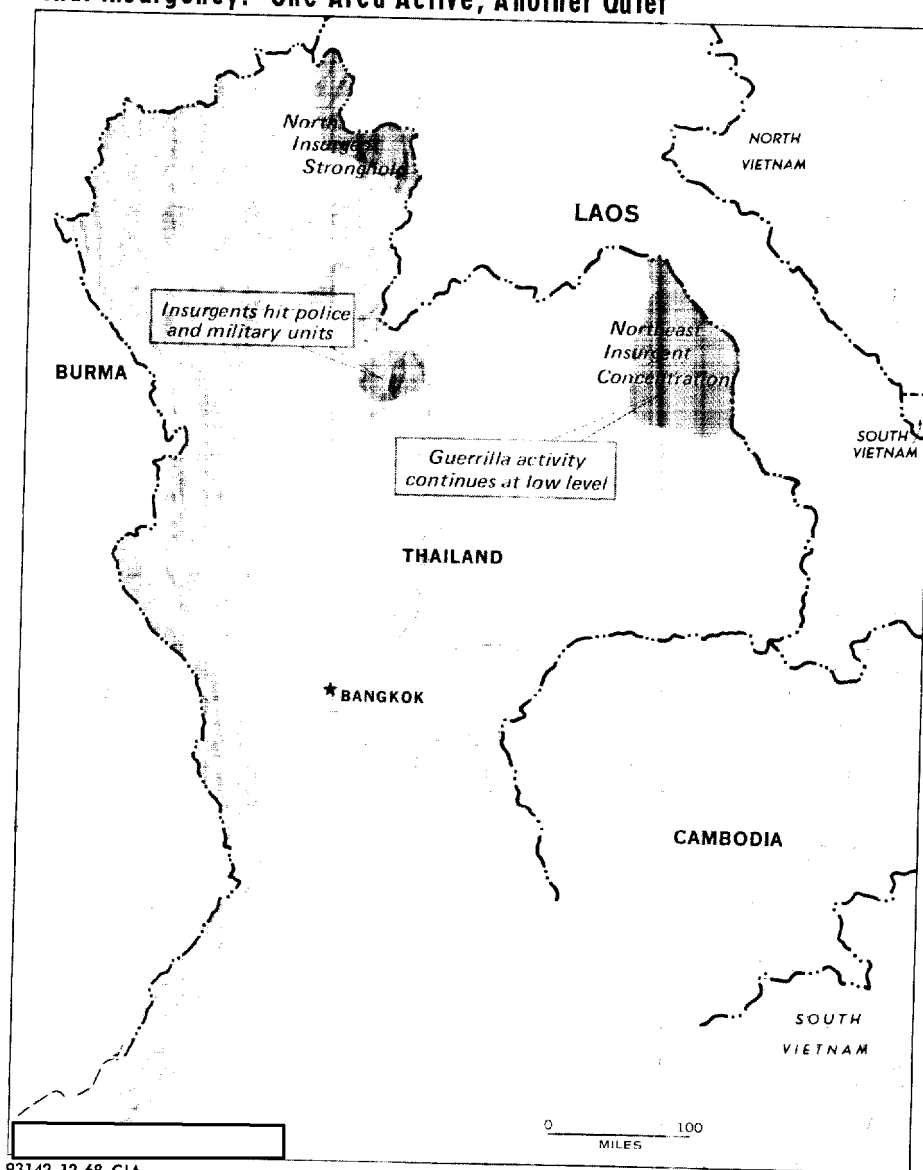 Insurgency: One Area Active, Another Quiet
North
Insurgent
Stronghold
NORTH
VIETNAM
LAOS
Insurgents hit police
and military units
Northeast
Insurgent
Concentration
BURMA
SOUTH
VIETNAM
Guerrilla activity
continues at low level
THAILAND
BANGKOK
CAMBODIA
SOUTH
VIETNAM
0 100
MILES
93142 12-68 CIA